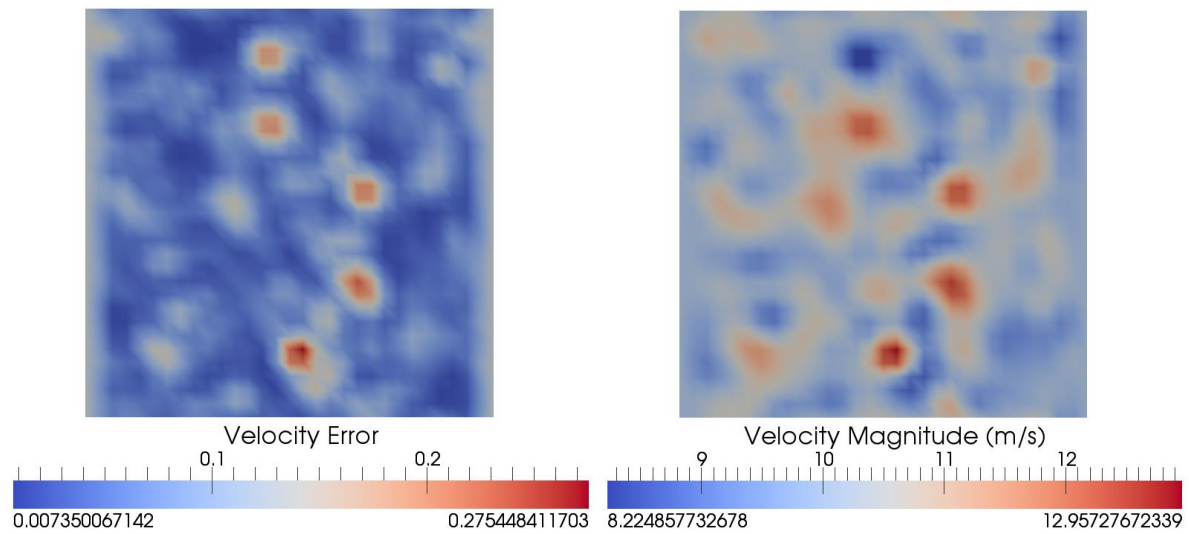 Velocity Error
0.1 0.2
0.007350067142 0.275448411703
Velocity Magnitude (m/s)
9 10 11 12
8.224857732678 12.95727672339